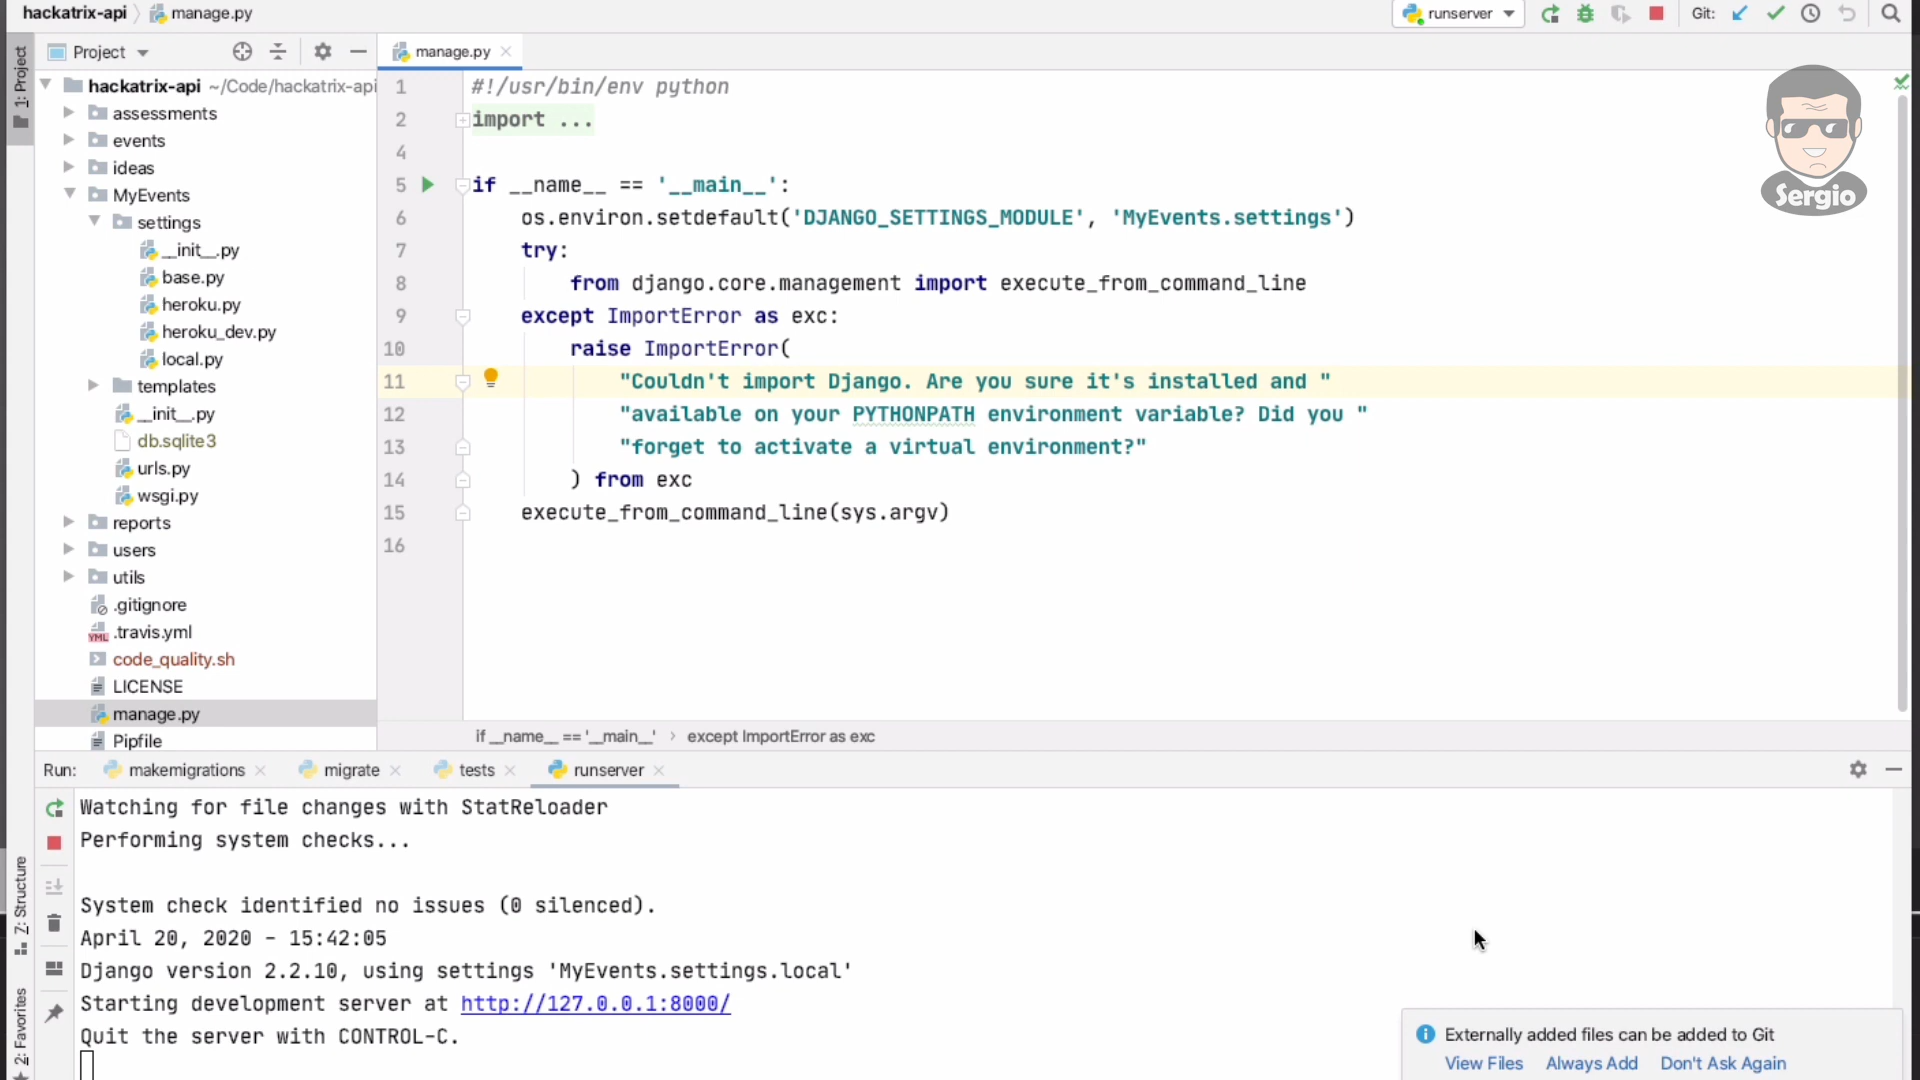 hackatrix-api manage.py
runserver Git:
Project manage.py
1: Project
hackatrix-api ~/Code/hackatrix-api
assessments
events
ideas
MyEvents
settings
__init__.py
base.py
heroku.py
heroku_dev.py
local.py
templates
__init__.py
db.sqlite3
urls.py
wsgi.py
reports
users
utils
.gitignore
YML .travis.yml
code_quality.sh
LICENSE
manage.py
Pipfile
1 #!/usr/bin/env python
2 import ...
4
5 if __name__ == '__main__':
6 os.environ.setdefault('DJANGO_SETTINGS_MODULE', 'MyEvents.settings')
7 try:
8 from django.core.management import execute_from_command_line
9 except ImportError as exc:
10 raise ImportError(
11 "Couldn't import Django. Are you sure it's installed and "
12 "available on your PYTHONPATH environment variable? Did you "
13 "forget to activate a virtual environment?"
14 ) from exc
15 execute_from_command_line(sys.argv)
16
Sergio
if __name__ == '__main__' › except ImportError as exc
Run: makemigrations migrate tests runserver
Watching for file changes with StatReloader
Performing system checks...
System check identified no issues (0 silenced).
April 20, 2020 - 15:42:05
Django version 2.2.10, using settings 'MyEvents.settings.local'
Starting development server at http://127.0.0.1:8000/
Quit the server with CONTROL-C.
7: Structure
2: Favorites
Externally added files can be added to Git
View Files Always Add Don't Ask Again